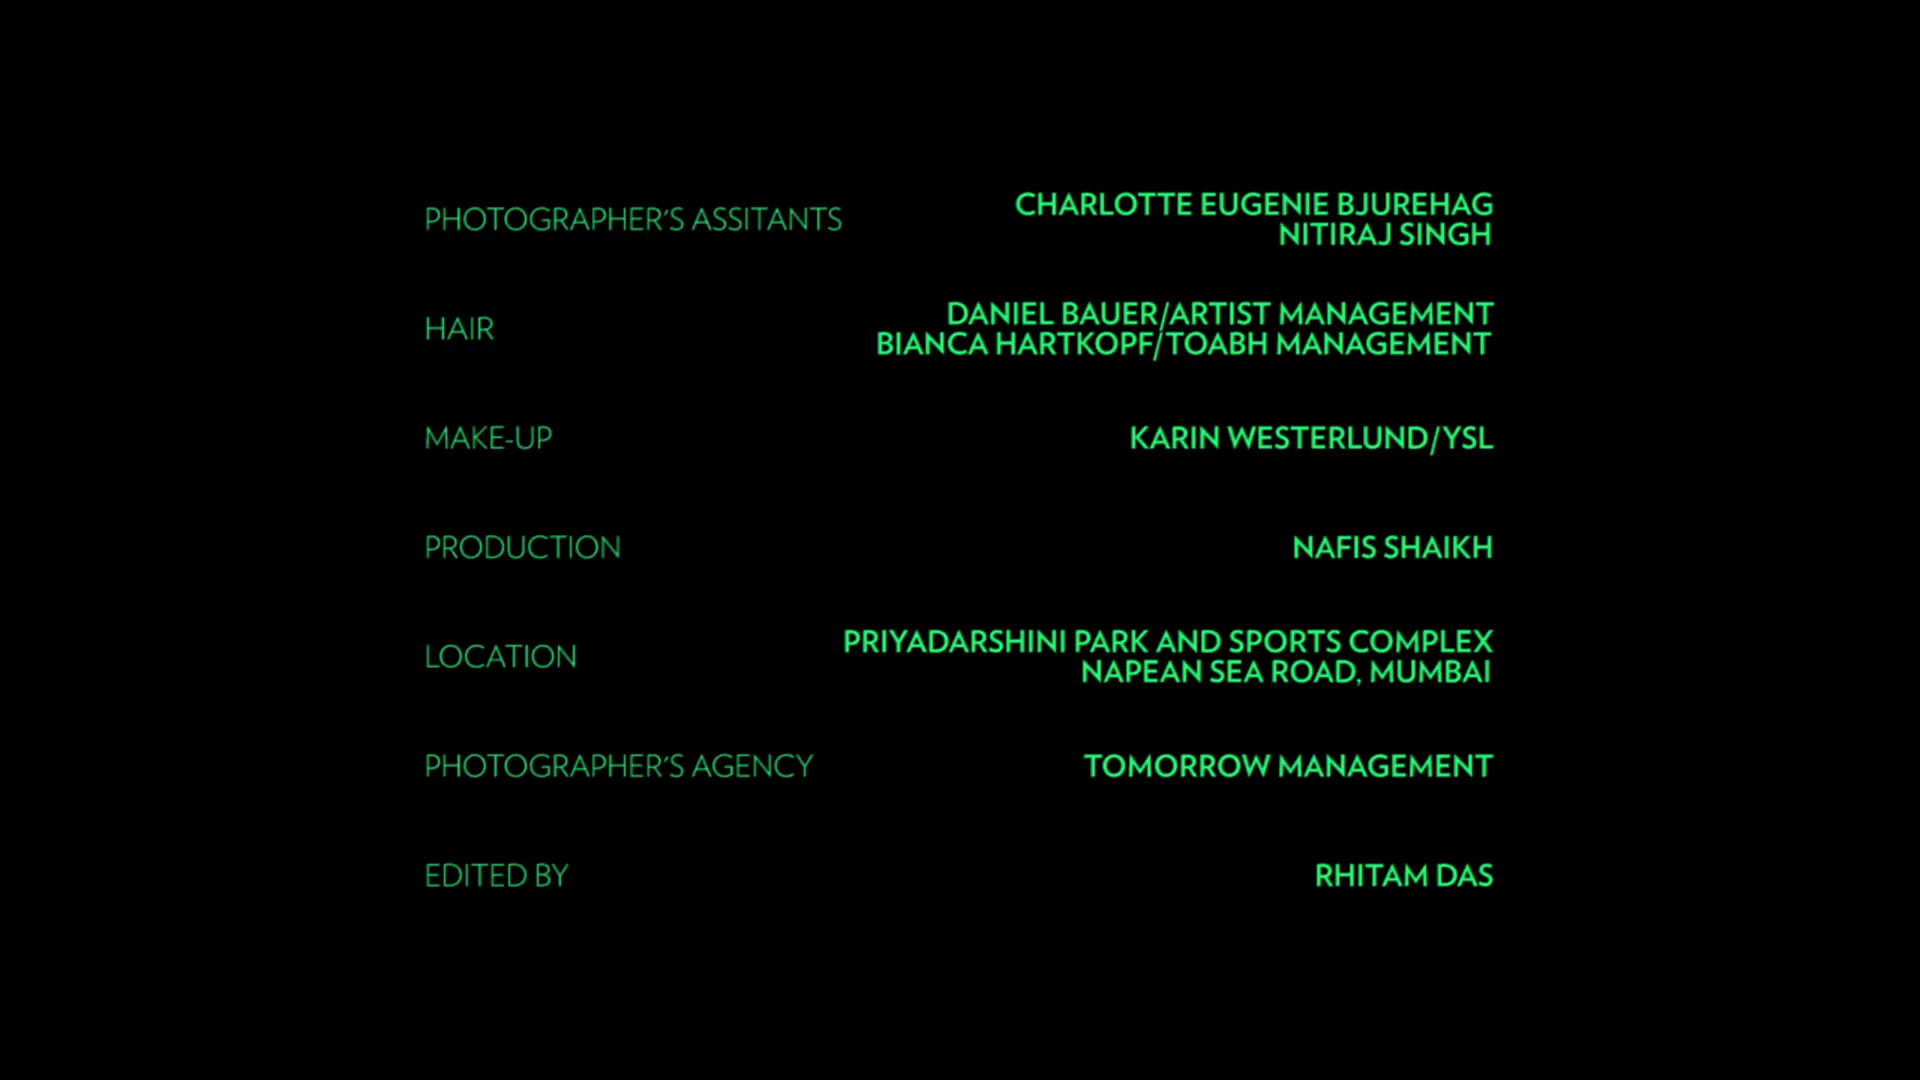 PHOTOGRAPHER'S ASSITANTS
CHARLOTTE EUGENIE BJUREHAG
NITIRAJ SINGH
HAIR
DANIEL BAUER/ARTIST MANAGEMENT
BIANCA HARTKOPF/TOABH MANAGEMENT
MAKE-UP
KARIN WESTERLUND/YSL
PRODUCTION
NAFIS SHAIKH
LOCATION
PRIYADARSHINI PARK AND SPORTS COMPLEX
NAPEAN SEA ROAD, MUMBAI
PHOTOGRAPHER'S AGENCY
TOMORROW MANAGEMENT
EDITED BY
RHITAM DAS